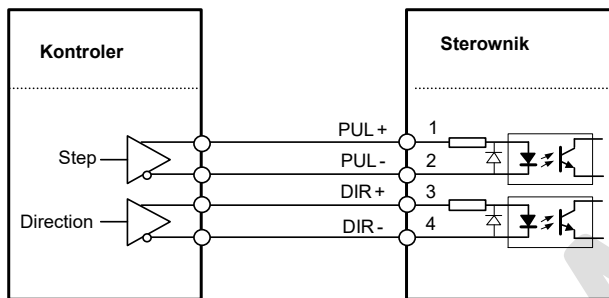 Kontroler
Sterownik
PUL+ 1
Step
PUL- 2
DIR+ 3
Direction
DIR- 4